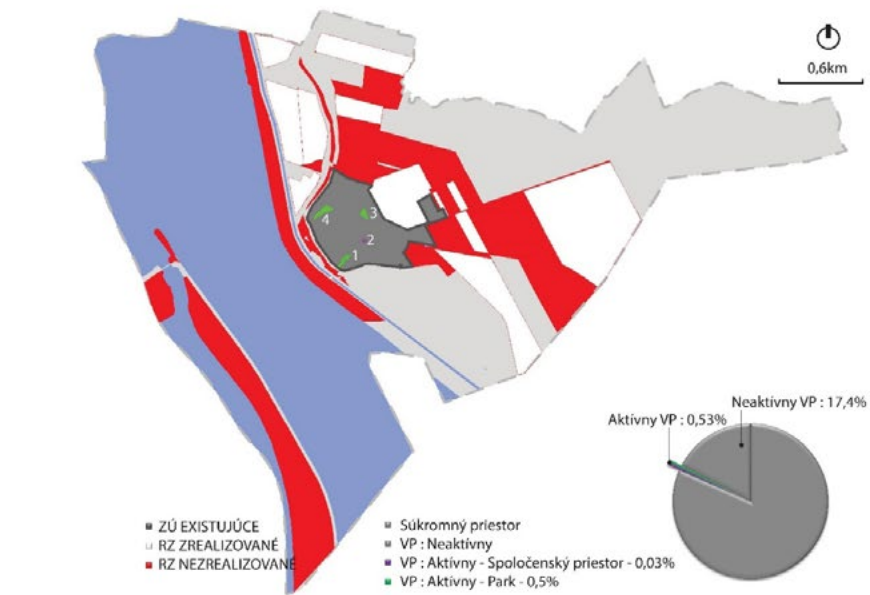 0,6km
4
3
2
1
Neaktívny VP : 17,4%
Aktívny VP : 0,53%
ZÚ EXISTUJÚCE
RZ ZREALIZOVANÉ
RZ NEZREALIZOVANÉ
Súkromný priestor
VP : Neaktívny
VP : Aktívny - Spoločenský priestor - 0,03%
VP : Aktívny - Park - 0,5%